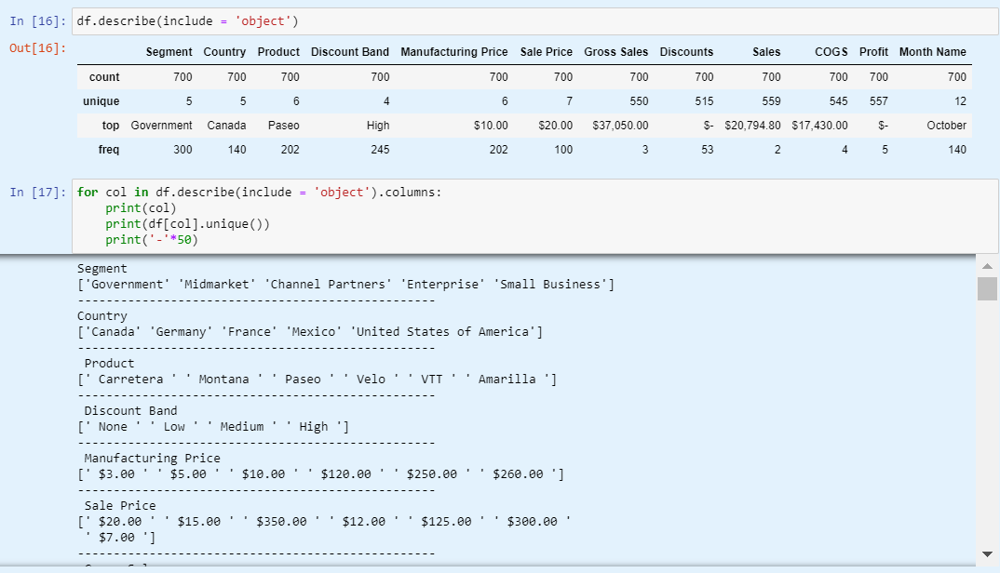 In [16]: df.describe(include = 'object')
Out[16]:
Segment Country Product Discount Band Manufacturing Price Sale Price Gross Sales Discounts Sales COGS Profit Month Name
count 700 700 700 700 700 700 700 700 700 700 700 700
unique 5 5 6 4 6 7 550 515 559 545 557 12
top Government Canada Paseo High $10.00 $20.00 $37,050.00 $- $20,794.80 $17,430.00 $- October
freq 300 140 202 245 202 100 3 53 2 4 5 140
In [17]: for col in df.describe(include = 'object').columns:
    print(col)
    print(df[col].unique())
    print('-'*50)
Segment
['Government' 'Midmarket' 'Channel Partners' 'Enterprise' 'Small Business']
--------------------------------------------------
Country
['Canada' 'Germany' 'France' 'Mexico' 'United States of America']
--------------------------------------------------
 Product
[' Carretera ' ' Montana ' ' Paseo ' ' Velo ' ' VTT ' ' Amarilla ']
--------------------------------------------------
 Discount Band
[' None ' ' Low ' ' Medium ' ' High ']
--------------------------------------------------
 Manufacturing Price
[' $3.00 ' ' $5.00 ' ' $10.00 ' ' $120.00 ' ' $250.00 ' ' $260.00 ']
--------------------------------------------------
 Sale Price
[' $20.00 ' ' $15.00 ' ' $350.00 ' ' $12.00 ' ' $125.00 ' ' $300.00 '
 ' $7.00 ']
--------------------------------------------------